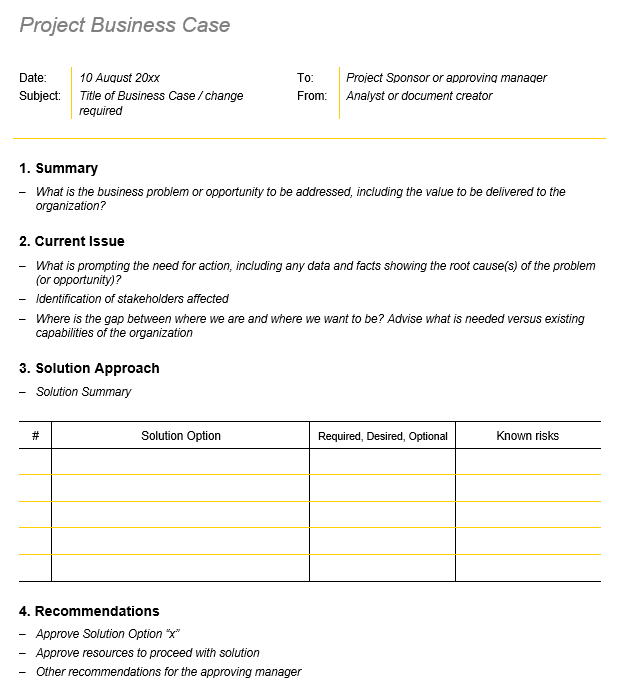 Project Business Case
Date: 10 August 20xx To: Project Sponsor or approving manager
Subject: Title of Business Case / change From: Analyst or document creator
required
1. Summary
– What is the business problem or opportunity to be addressed, including the value to be delivered to the
organization?
2. Current Issue
– What is prompting the need for action, including any data and facts showing the root cause(s) of the problem
(or opportunity)?
– Identification of stakeholders affected
– Where is the gap between where we are and where we want to be? Advise what is needed versus existing
capabilities of the organization
3. Solution Approach
– Solution Summary
# Solution Option Required, Desired, Optional Known risks
4. Recommendations
– Approve Solution Option “x”
– Approve resources to proceed with solution
– Other recommendations for the approving manager